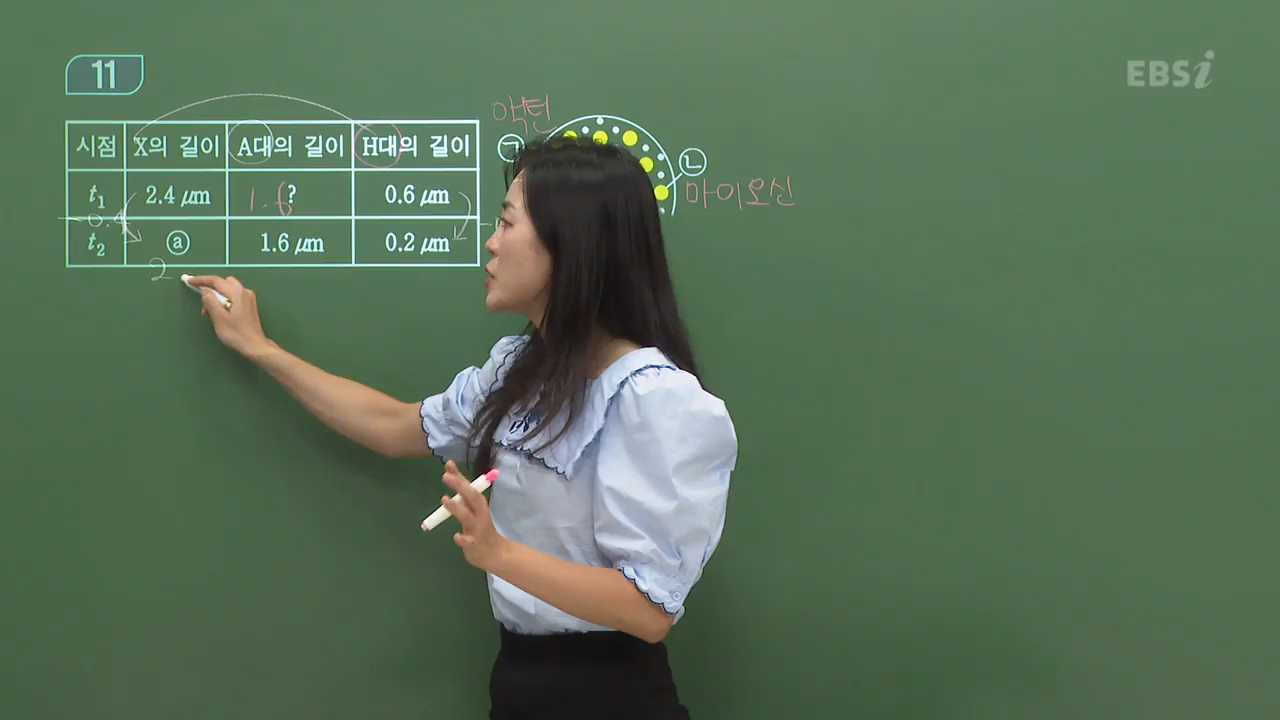 11
EBSi
시점 X의 길이 A대의 길이 H대의 길이
t₁ 2.4 μm 1.6 ? 0.6 μm
-0.4
t₂ ⓐ 1.6 μm 0.2 μm
2
액틴
ㄱ
ㄴ
마이오신